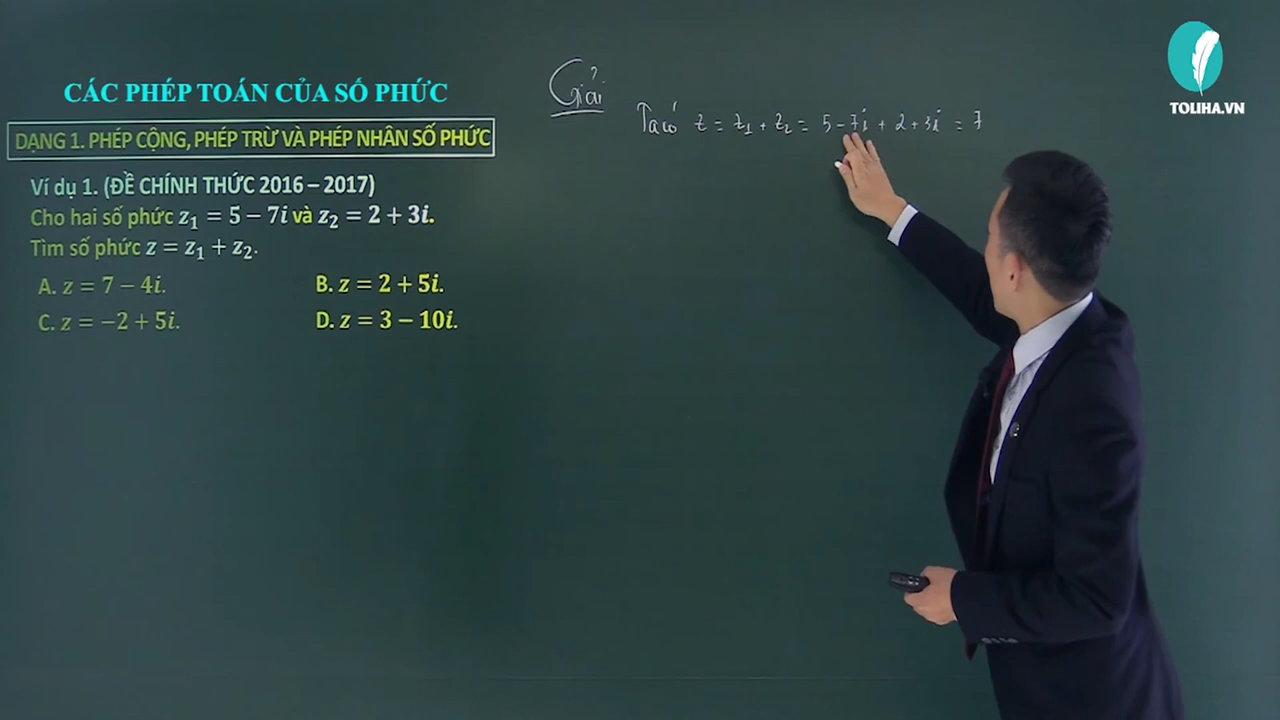 CÁC PHÉP TOÁN CỦA SỐ PHỨC
DẠNG 1. PHÉP CỘNG, PHÉP TRỪ VÀ PHÉP NHÂN SỐ PHỨC
Ví dụ 1. (ĐỀ CHÍNH THỨC 2016 – 2017)
Cho hai số phức z₁ = 5 − 7i và z₂ = 2 + 3i.
Tìm số phức z = z₁ + z₂.
A. z = 7 − 4i.
B. z = 2 + 5i.
C. z = −2 + 5i.
D. z = 3 − 10i.
Giải
Ta có z = z₁ + z₂ = 5 − 7i + 2 + 3i = 7
TOLIHA.VN